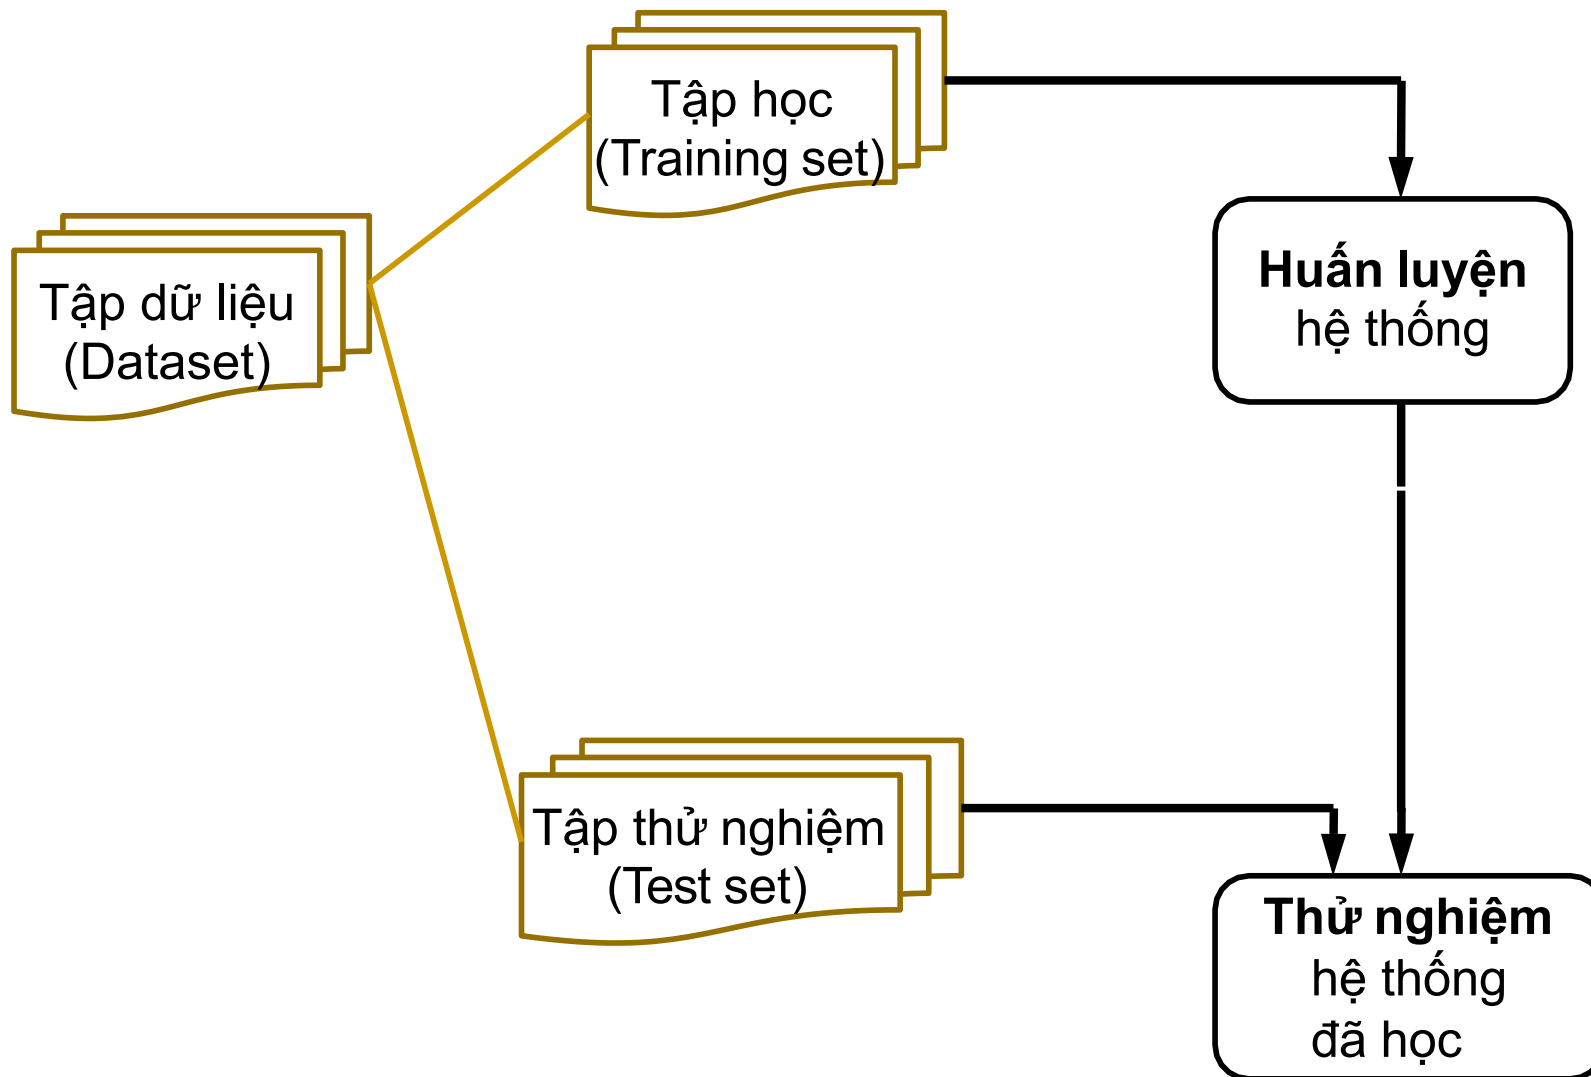 Tập học
(Training set)
Huấn luyện
hệ thống
Tập dữ liệu
(Dataset)
Tập thử nghiệm
(Test set)
Thử nghiệm
hệ thống
đã học